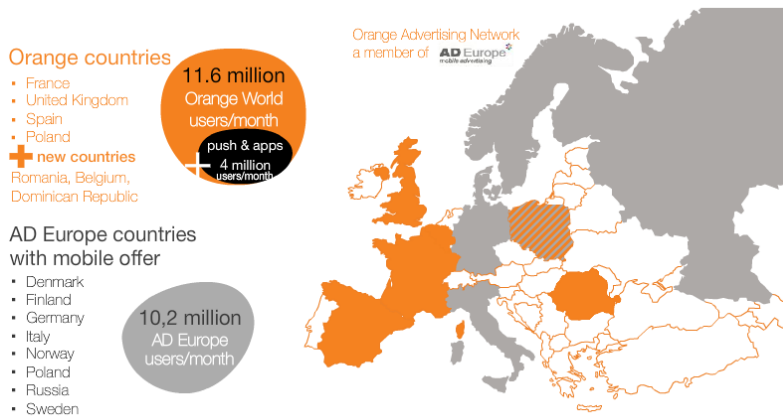 Orange Advertising Network
a member of AD Europe
mobile advertising
Orange countries
▪ France
▪ United Kingdom
▪ Spain
▪ Poland
+ new countries
Romania, Belgium,
Dominican Republic
11.6 million
Orange World
users/month
+
push & apps
4 million
users/month
AD Europe countries
with mobile offer
▪ Denmark
▪ Finland
▪ Germany
▪ Italy
▪ Norway
▪ Poland
▪ Russia
▪ Sweden
10,2 million
AD Europe
users/month